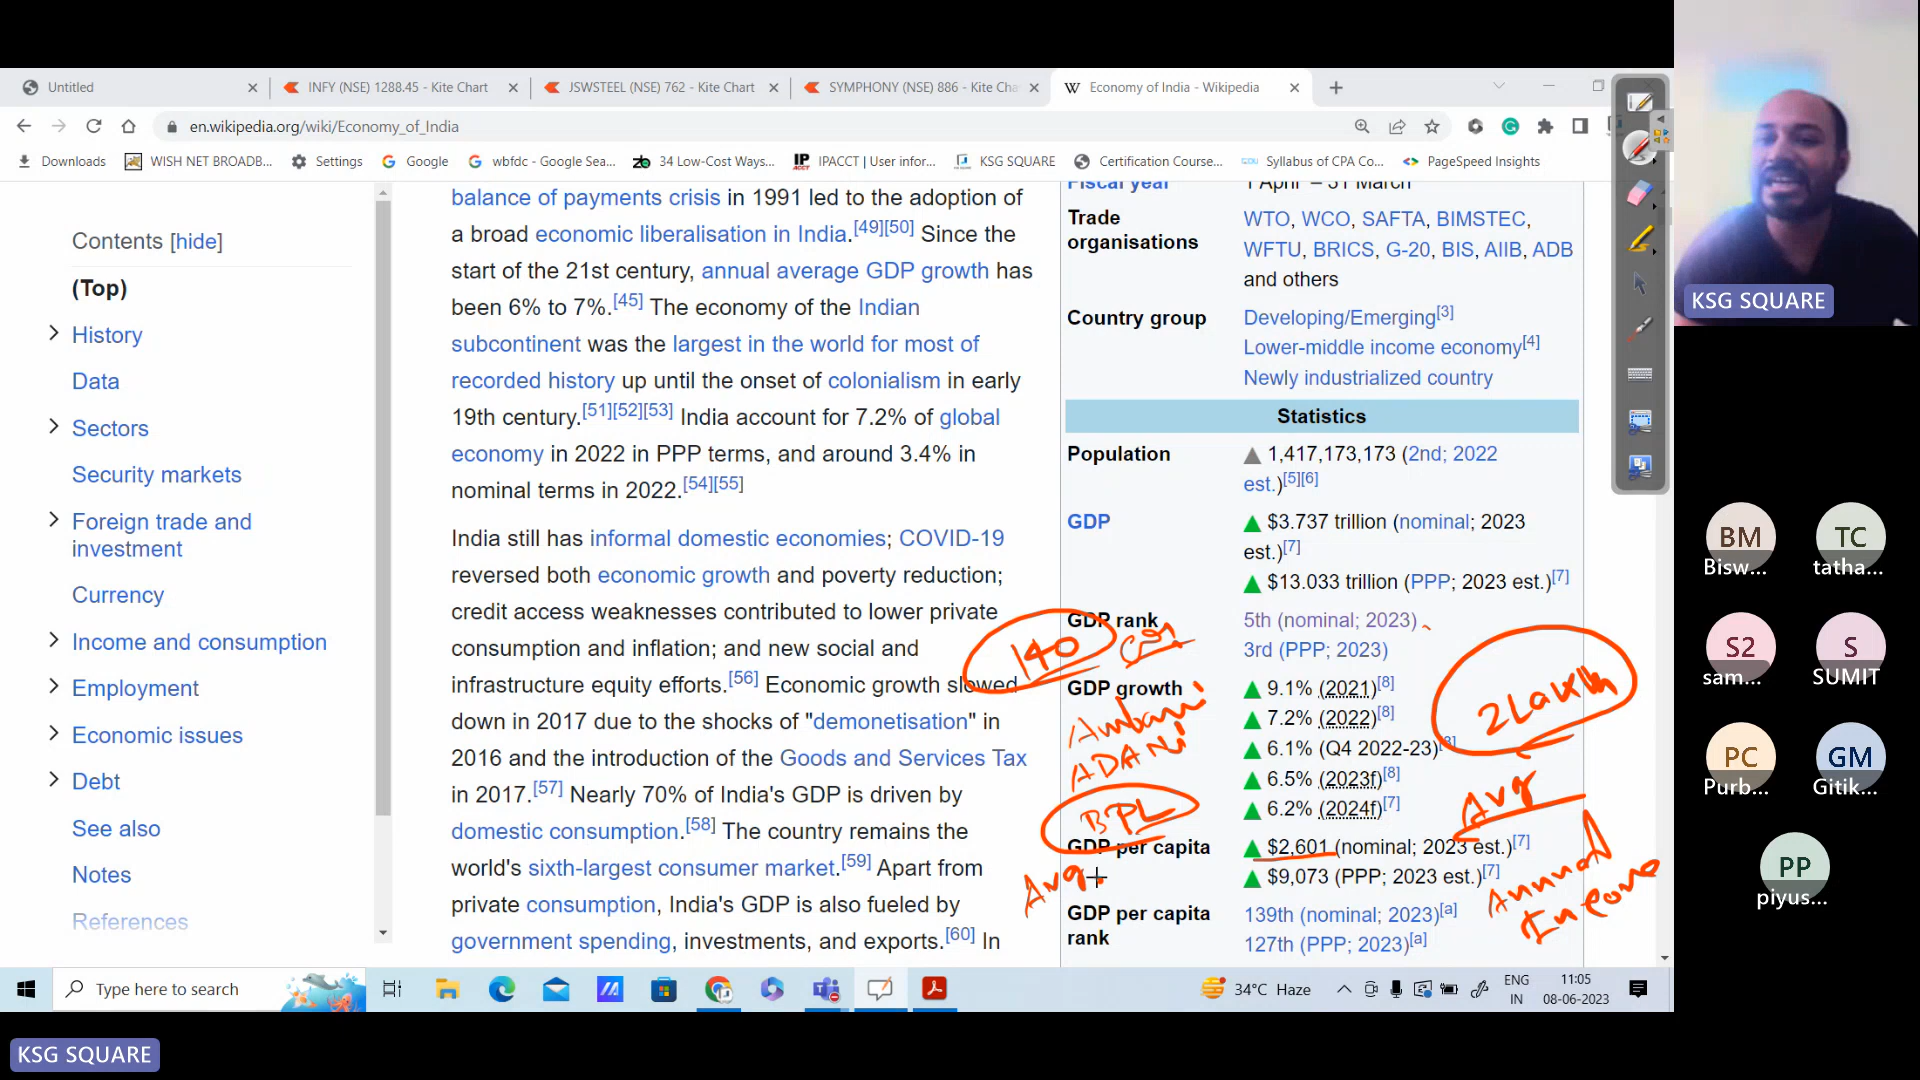 Untitled
INFY (NSE) 1288.45 - Kite Chart
JSWSTEEL (NSE) 762 - Kite Chart
SYMPHONY (NSE) 886 - Kite Cha
Economy of India - Wikipedia
en.wikipedia.org/wiki/Economy_of_India
Downloads
WISH NET BROADB...
Settings
Google
wbfdc - Google Sea...
34 Low-Cost Ways...
IPACCT | User infor...
KSG SQUARE
Certification Course...
Syllabus of CPA Co...
PageSpeed Insights
Contents [hide]
(Top)
History
Data
Sectors
Security markets
Foreign trade and
investment
Currency
Income and consumption
Employment
Economic issues
Debt
See also
Notes
References
balance of payments crisis in 1991 led to the adoption of
a broad economic liberalisation in India.[49][50] Since the
start of the 21st century, annual average GDP growth has
been 6% to 7%.[45] The economy of the Indian
subcontinent was the largest in the world for most of
recorded history up until the onset of colonialism in early
19th century.[51][52][53] India account for 7.2% of global
economy in 2022 in PPP terms, and around 3.4% in
nominal terms in 2022.[54][55]
India still has informal domestic economies; COVID-19
reversed both economic growth and poverty reduction;
credit access weaknesses contributed to lower private
consumption and inflation; and new social and
infrastructure equity efforts.[56] Economic growth slowed
down in 2017 due to the shocks of "demonetisation" in
2016 and the introduction of the Goods and Services Tax
in 2017.[57] Nearly 70% of India's GDP is driven by
domestic consumption.[58] The country remains the
world's sixth-largest consumer market.[59] Apart from
private consumption, India's GDP is also fueled by
government spending, investments, and exports.[60] In
Fiscal year 1 April – 31 March
Trade
organisations
WTO, WCO, SAFTA, BIMSTEC,
WFTU, BRICS, G-20, BIS, AIIB, ADB
and others
Country group
Developing/Emerging[3]
Lower-middle income economy[4]
Newly industrialized country
Statistics
Population ▲ 1,417,173,173 (2nd; 2022
est.)[5][6]
GDP ▲ $3.737 trillion (nominal; 2023
est.)[7]
▲ $13.033 trillion (PPP; 2023 est.)[7]
GDP rank 5th (nominal; 2023)
3rd (PPP; 2023)
GDP growth ▲ 9.1% (2021)[8]
▲ 7.2% (2022)[8]
▲ 6.1% (Q4 2022-23)
▲ 6.5% (2023f)[8]
▲ 6.2% (2024f)[7]
GDP per capita ▲ $2,601 (nominal; 2023 est.)[7]
▲ $9,073 (PPP; 2023 est.)[7]
GDP per capita
rank
139th (nominal; 2023)[a]
127th (PPP; 2023)[a]
140
Ambani
ADANi
BPL
Avg.
2 Lakh
Avg
Annual
Income
Type here to search
34°C Haze
ENG
IN
11:05
08-06-2023
KSG SQUARE
BM
Bisw...
TC
tatha...
S2
sam...
S
SUMIT
PC
Purb...
GM
Gitik...
PP
piyus...
KSG SQUARE